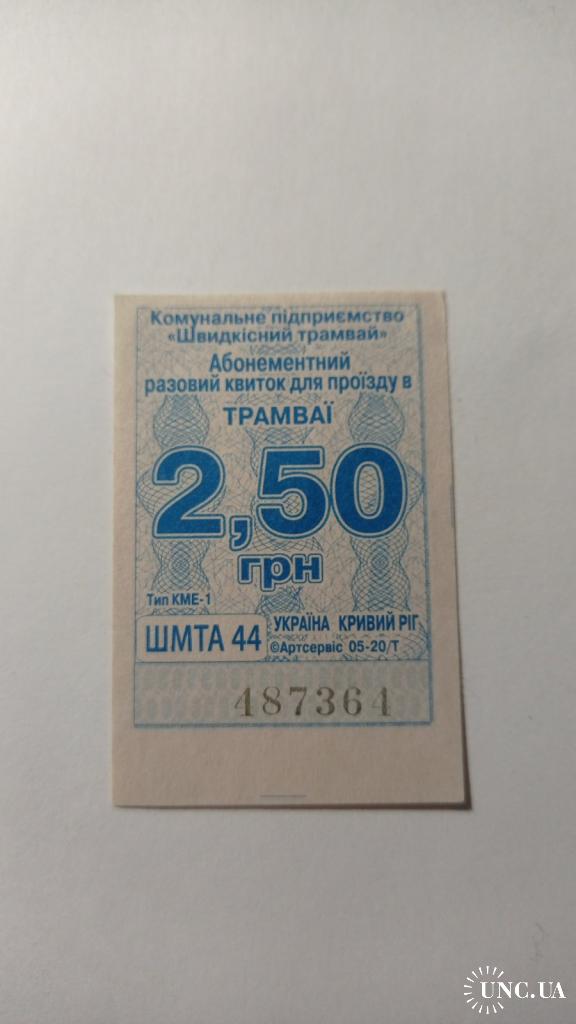 Комунальне підприємство
«Швидкісний трамвай»
Абонементний
разовий квиток для проїзду в
ТРАМВАЇ
2,50
грн
Тип КМЕ-1
ШМТА 44
УКРАЇНА КРИВИЙ РІГ
©Артсервіс 05-20/Т
487364
UNC.UA